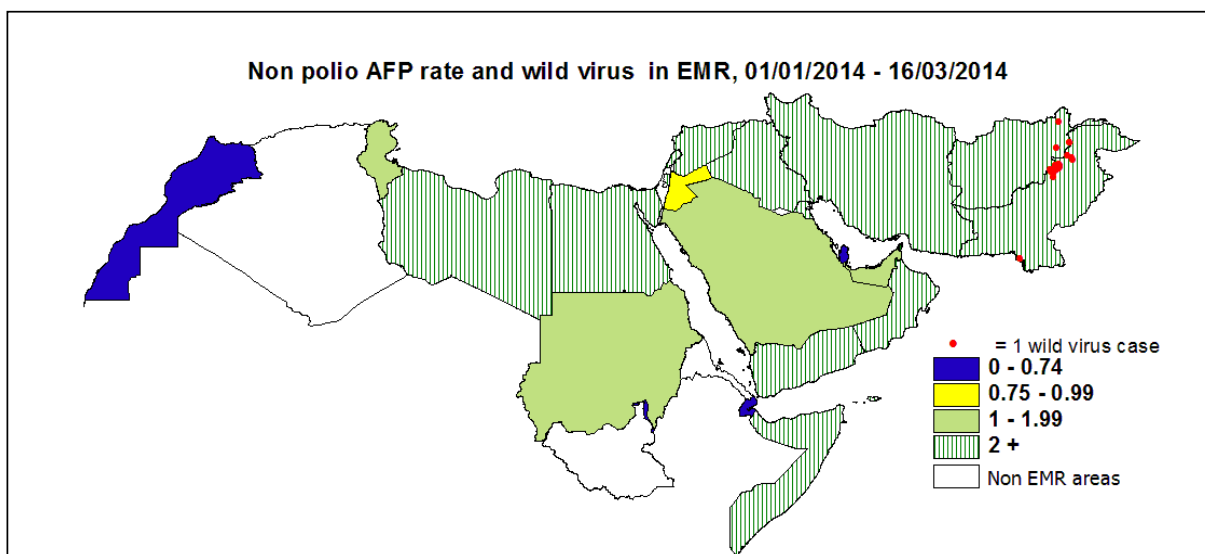 Non polio AFP rate and wild virus in EMR, 01/01/2014 - 16/03/2014
= 1 wild virus case
0 - 0.74
0.75 - 0.99
1 - 1.99
2 +
Non EMR areas